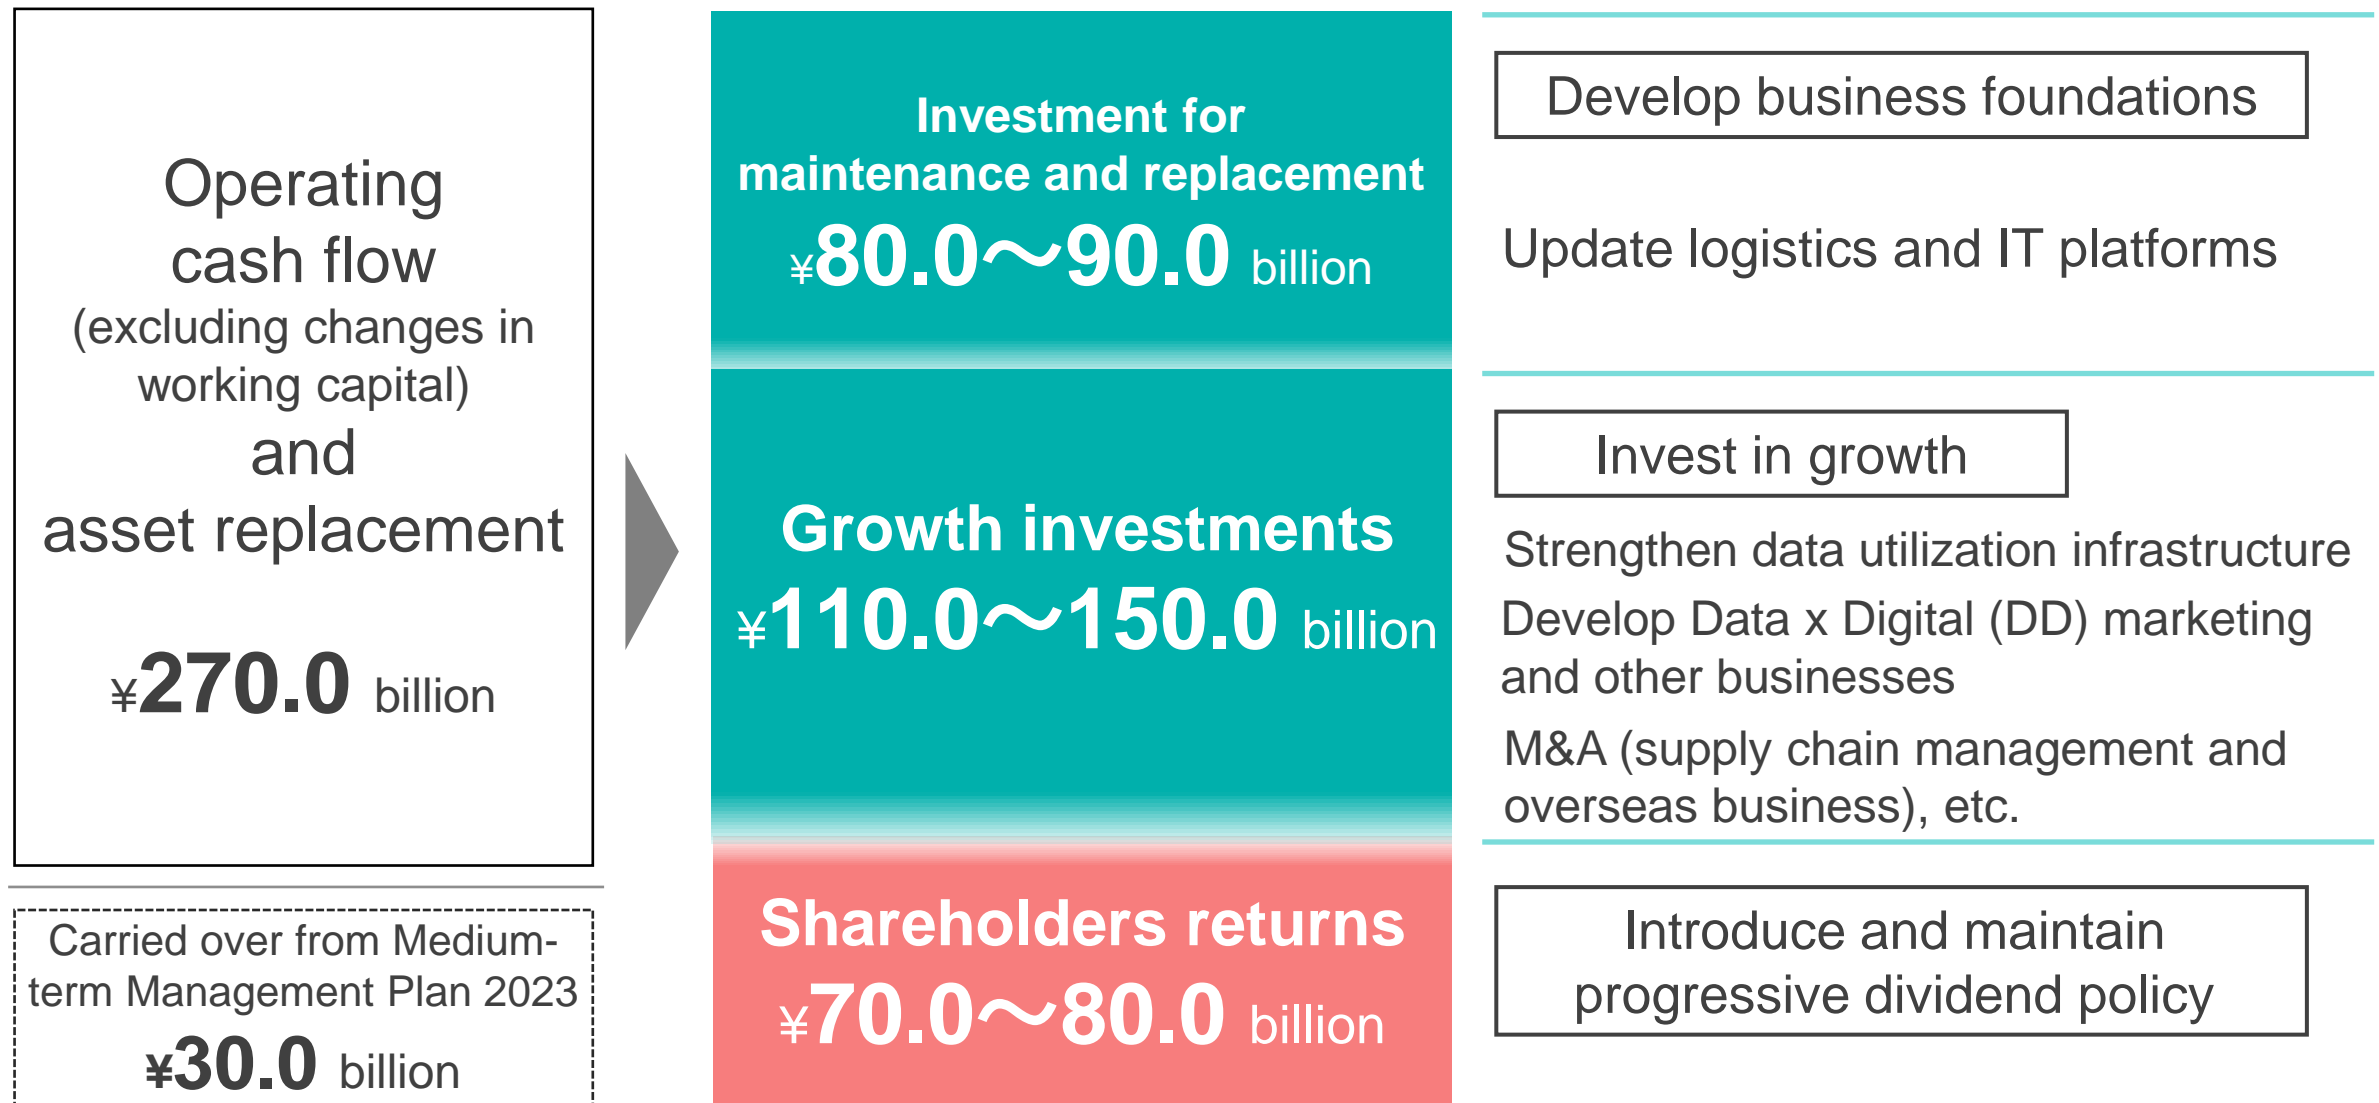 Operating
cash flow
(excluding changes in
working capital)
and
asset replacement
¥270.0 billion
Carried over from Medium-
term Management Plan 2023
¥30.0 billion
Investment for
maintenance and replacement
¥80.0～90.0 billion
Growth investments
¥110.0～150.0 billion
Shareholders returns
¥70.0～80.0 billion
Develop business foundations
Update logistics and IT platforms
Invest in growth
Strengthen data utilization infrastructure
Develop Data x Digital (DD) marketing
and other businesses
M&A (supply chain management and
overseas business), etc.
Introduce and maintain
progressive dividend policy